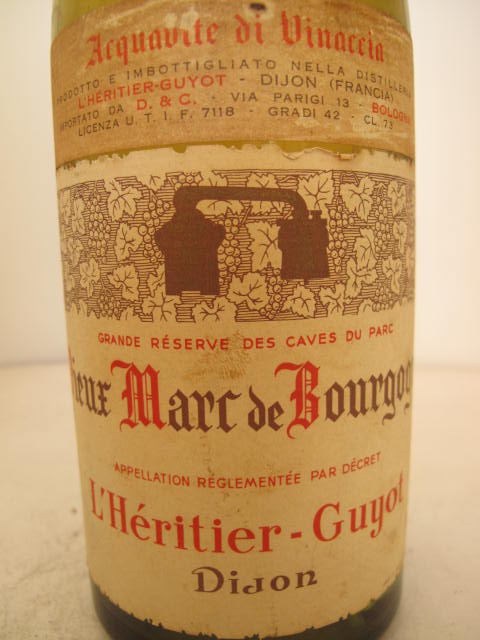 Acquavite di Vinaccia
PRODOTTO E IMBOTTIGLIATO NELLA DISTILLERIA
L'HÉRITIER-GUYOT - DIJON (FRANCIA)
IMPORTATO DA D. & C. - VIA PARIGI 13 - BOLOGNA
LICENZA U. T. I. F. 7118 - GRADI 42 - CL. 73
GRANDE RÉSERVE DES CAVES DU PARC
Vieux Marc de Bourgogne
APPELLATION RÉGLEMENTÉE PAR DÉCRET
L'Héritier-Guyot
Dijon